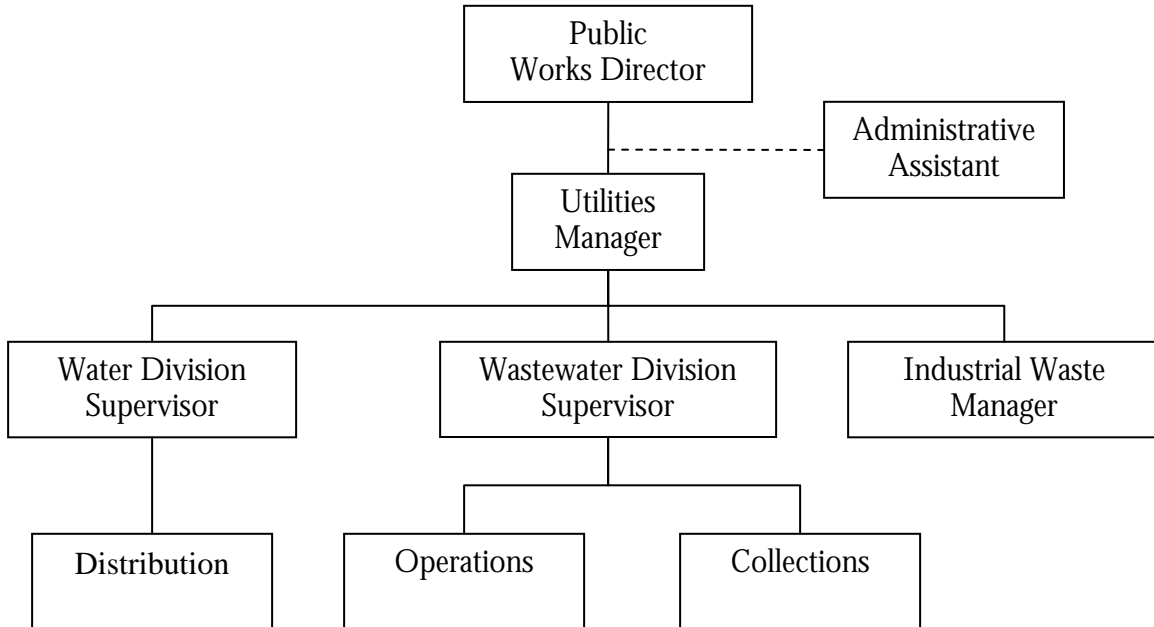 Public
Works Director
Administrative
Assistant
Utilities
Manager
Water Division
Supervisor
Wastewater Division
Supervisor
Industrial Waste
Manager
Distribution
Operations
Collections